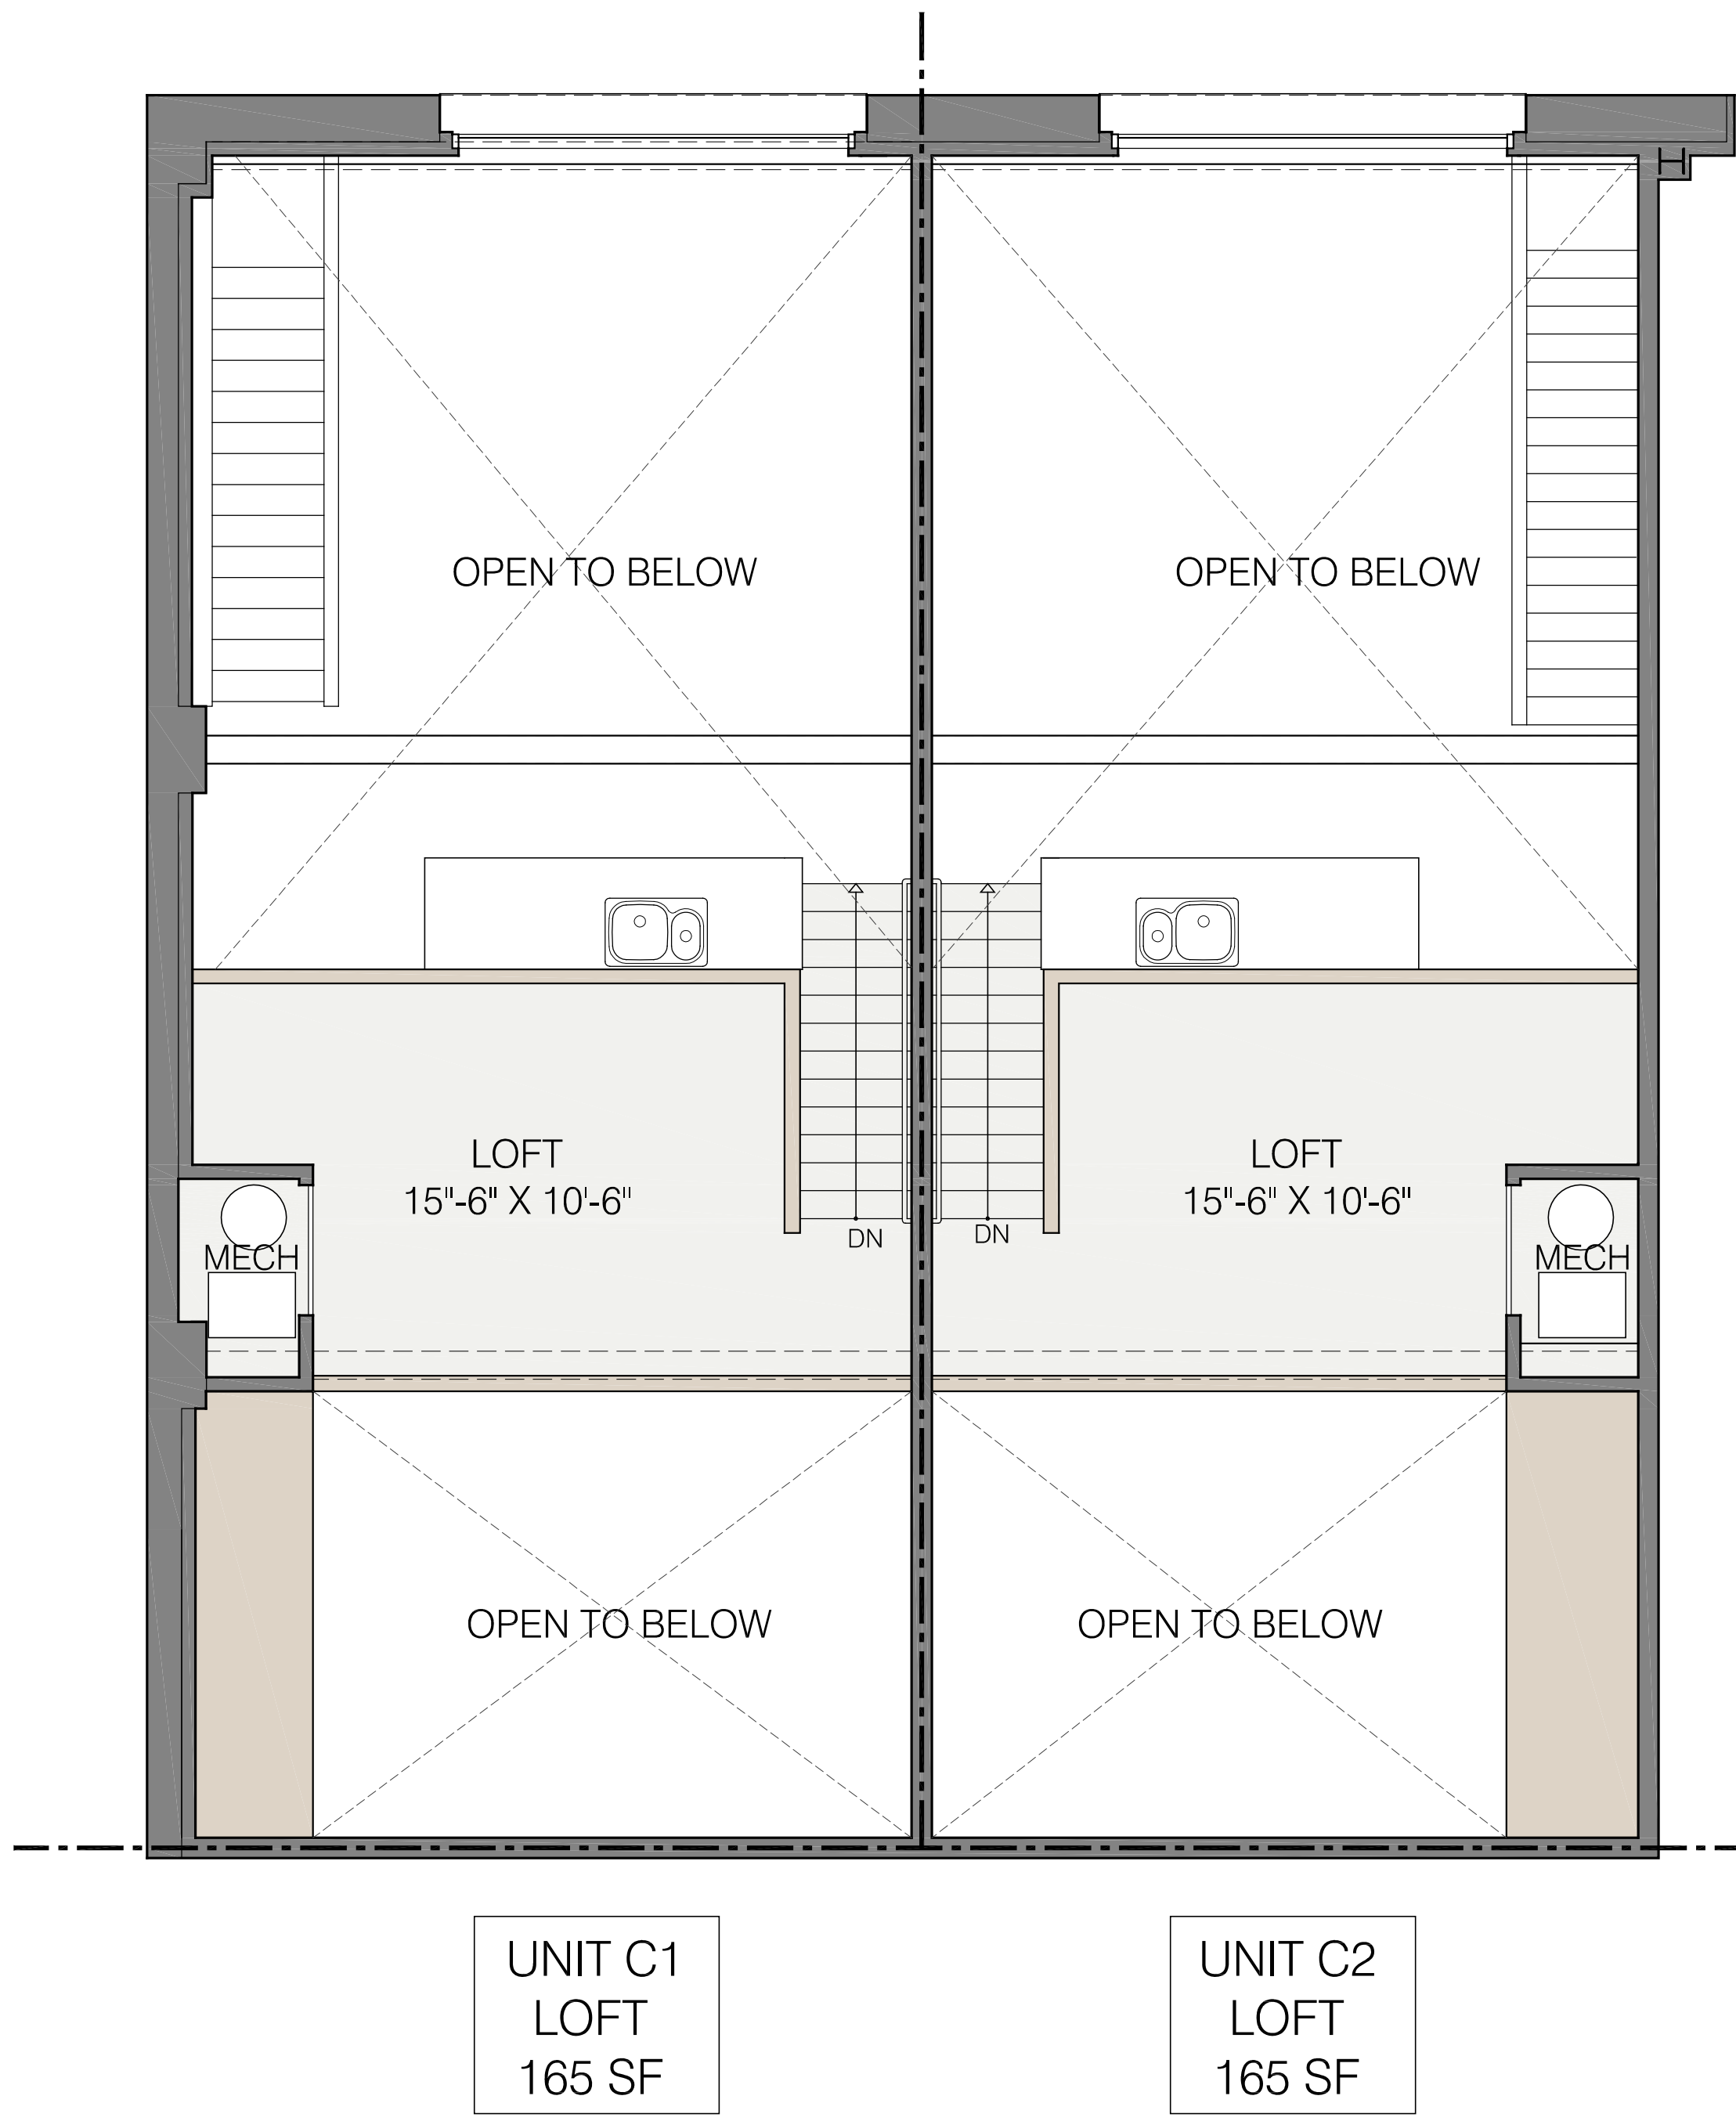 OPEN TO BELOW
OPEN TO BELOW
LOFT
15"-6" X 10'-6"
LOFT
15"-6" X 10'-6"
DN
DN
MECH
MECH
OPEN TO BELOW
OPEN TO BELOW
UNIT C1
LOFT
165 SF
UNIT C2
LOFT
165 SF